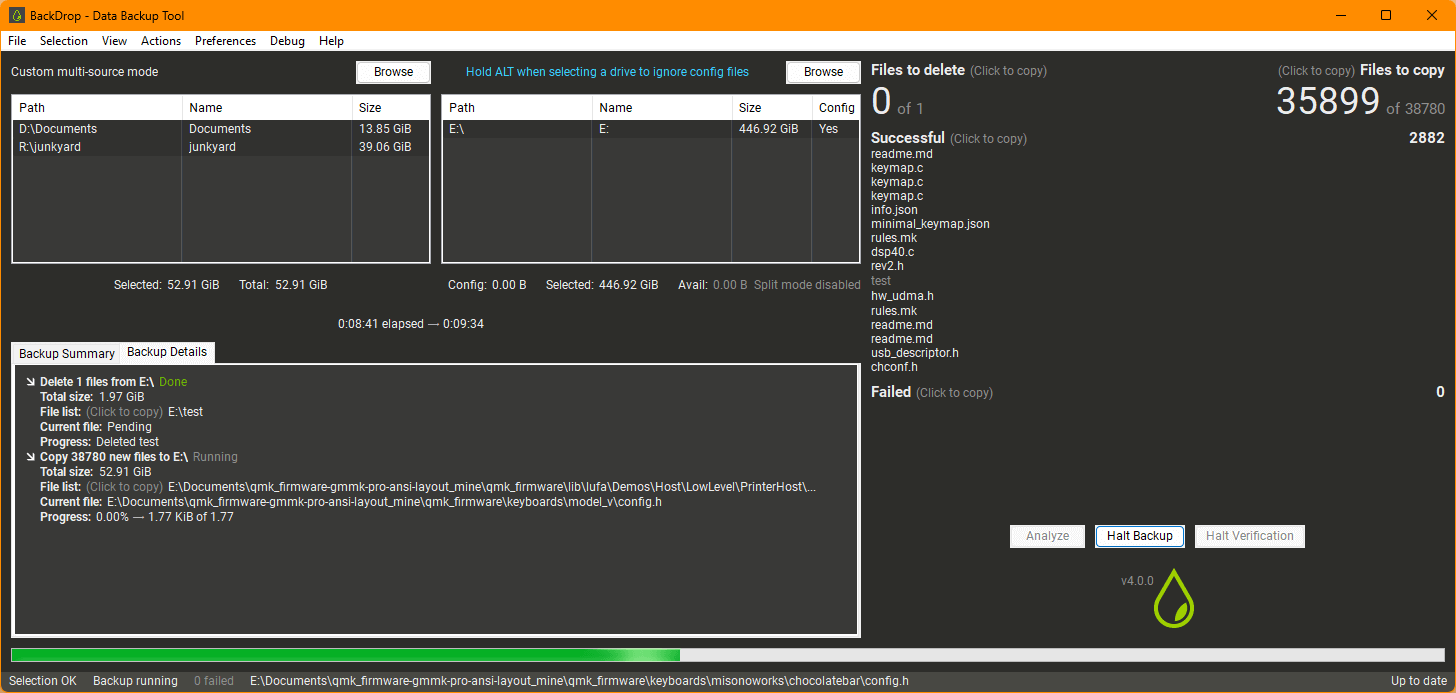 BackDrop - Data Backup Tool
File Selection View Actions Preferences Debug Help
Custom multi-source mode
Browse
Path Name Size
D:\Documents Documents 13.85 GiB
R:\junkyard junkyard 39.06 GiB
Selected: 52.91 GiB Total: 52.91 GiB
Hold ALT when selecting a drive to ignore config files
Browse
Path Name Size Config
E:\ E: 446.92 GiB Yes
Config: 0.00 B Selected: 446.92 GiB Avail: 0.00 B Split mode disabled
0:08:41 elapsed → 0:09:34
Backup Summary Backup Details
Delete 1 files from E:\ Done
Total size: 1.97 GiB
File list: (Click to copy) E:\test
Current file: Pending
Progress: Deleted test
Copy 38780 new files to E:\ Running
Total size: 52.91 GiB
File list: (Click to copy) E:\Documents\qmk_firmware-gmmk-pro-ansi-layout_mine\qmk_firmware\lib\lufa\Demos\Host\LowLevel\PrinterHost\...
Current file: E:\Documents\qmk_firmware-gmmk-pro-ansi-layout_mine\qmk_firmware\keyboards\model_v\config.h
Progress: 0.00% → 1.77 KiB of 1.77
Files to delete (Click to copy)
0 of 1
(Click to copy) Files to copy
35899 of 38780
Successful (Click to copy) 2882
readme.md
keymap.c
keymap.c
keymap.c
info.json
minimal_keymap.json
rules.mk
dsp40.c
rev2.h
test
hw_udma.h
rules.mk
readme.md
readme.md
usb_descriptor.h
chconf.h
Failed (Click to copy) 0
Analyze Halt Backup Halt Verification
v4.0.0
Selection OK Backup running 0 failed E:\Documents\qmk_firmware-gmmk-pro-ansi-layout_mine\qmk_firmware\keyboards\misonoworks\chocolatebar\config.h Up to date